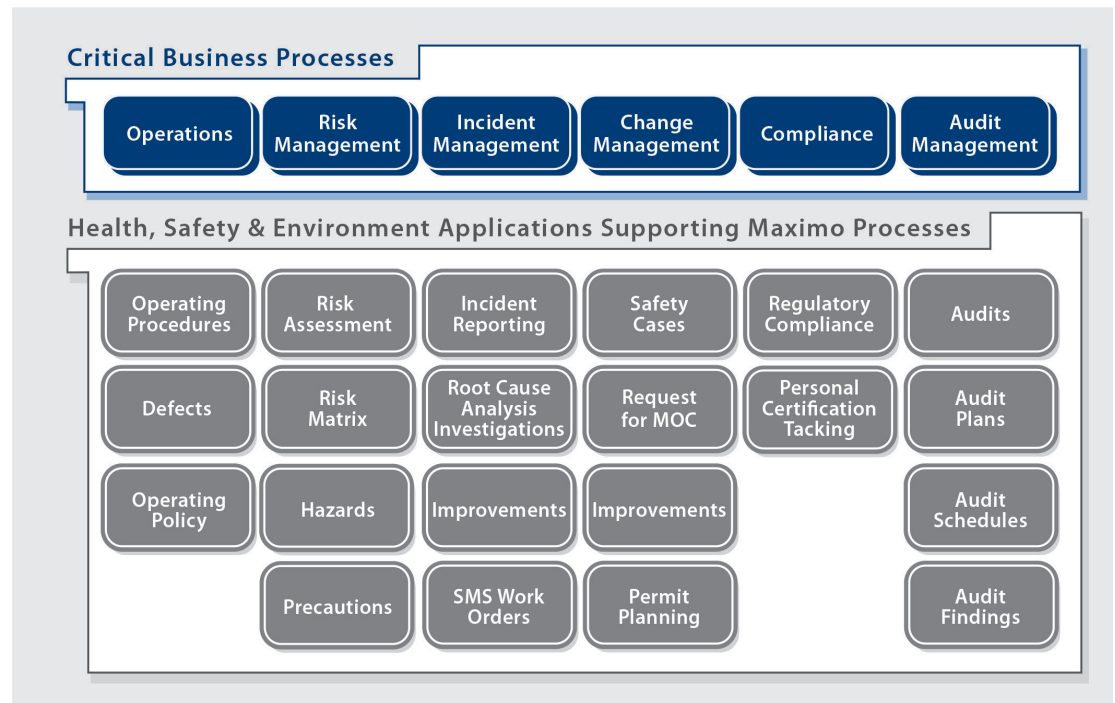 Critical Business Processes
Operations
Risk
Management
Incident
Management
Change
Management
Compliance
Audit
Management
Health, Safety & Environment Applications Supporting Maximo Processes
Operating
Procedures
Risk
Assessment
Incident
Reporting
Safety
Cases
Regulatory
Compliance
Audits
Defects
Risk
Matrix
Root Cause
Analysis
Investigations
Request
for MOC
Personal
Certification
Tacking
Audit
Plans
Operating
Policy
Hazards
Improvements
Improvements
Audit
Schedules
Precautions
SMS Work
Orders
Permit
Planning
Audit
Findings